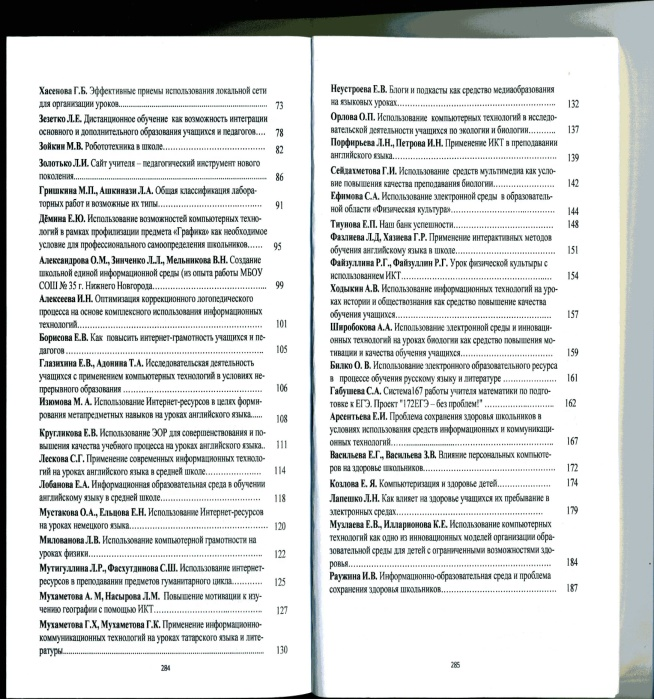 Хасенова Г.Б. Эффективные приемы использования локальной сети
для организации уроков.......... 73
Зезетко Л.Е. Дистанционное обучение как возможность интеграции
основного и дополнительного образования учащихся и педагогов.... 78
Зойкин М.В. Робототехника в школе.......... 82
Золотько Л.И. Сайт учителя – педагогический инструмент нового
поколения.......... 86
Гришкина М.П., Ашкинази Л.А. Общая классификация лабора-
торных работ и возможные их типы.......... 91
Дёмина Е.Ю. Использование возможностей компьютерных техно-
логий в рамках профилизации предмета «Графика» как необходимое
условие для профессионального самоопределения школьников...... 95
Александрова О.М., Зинченко Л.Л., Мельникова В.Н. Создание
школьной единой информационной среды (из опыта работы МБОУ
СОШ № 35 г. Нижнего Новгорода.......... 99
Алексеева И.Н. Оптимизация коррекционного логопедического
процесса на основе комплексного использования информационных
технологий.......... 101
Борисова Е.В. Как повысить интернет-грамотность учащихся и пе-
дагогов.......... 105
Глазихина Е.В., Адонина Т.А. Исследовательская деятельность
учащихся с применением компьютерных технологий в условиях не-
прерывного образования .......... 106
Изимова М. А. Использование Интернет-ресурсов в целях форми-
рования метапредметных навыков на уроках английского языка...... 108
Кругликова Е.В. Использование ЭОР для совершенствования и по-
вышения качества учебного процесса на уроках английского языка.. 111
Лескова С.Г. Применение современных информационных техноло-
гий на уроках английского языка в средней школе.......... 114
Лобанова Е.А. Информационная образовательная среда в обучении
английскому языку в средней школе.......... 118
Мустакова О.А., Ельцова Е.Н. Использование Интернет-ресурсов
на уроках немецкого языка.......... 120
Милованова Л.В. Использование компьютерной грамотности на
уроках физики.......... 122
Мутигуллина Л.Р., Фасхутдинова С.Ш. Использование интернет-
ресурсов в преподавании предметов гуманитарного цикла.......... 125
Мухаметова А. М, Насырова Л.М. Повышение мотивации к изу-
чению географии с помощью ИКТ.......... 127
Мухаметова Г.Х, Мухаметова Г.К. Применение информационно-
коммуникационных технологий на уроках татарского языка и лите-
ратуры.......... 130
284
Неустроева Е.В. Блоги и подкасты как средство медиаобразования
на языковых уроках.......... 132
Орлова О.П. Использование компьютерных технологий в исследо-
вательской деятельности учащихся по экологии и биологии.......... 137
Порфирьева Л.Н., Петрова И.Н. Применение ИКТ в преподавании
английского языка.......... 139
Сейдахметова Г.И. Использование средств мультимедиа как усло-
вие повышения качества преподавания биологии.......... 142
Ефимова С.А. Использование электронной среды в образователь-
ной области «Физическая культура».......... 144
Тиунова Е.П. Наш банк успешности.......... 148
Фазлиева Л.Д, Хазиева Г.Р. Применение интерактивных методов
обучения английскому языку в школе.......... 151
Файзуллина Р.Г., Файзуллин Р.Г. Урок физической культуры с
использованием ИКТ.......... 154
Ходыкин А.В. Использование информационных технологий на уро-
ках истории и обществознания как средство повышение качества
обучения учащихся.......... 157
Широбокова А.А. Использование электронной среды и инноваци-
онных технологий на уроках биологии как средство повышения мо-
тивации и качества обучения учащихся.......... 159
Билко О. В. Использование электронного образовательного ресурса
в процессе обучения русскому языку и литературе .......... 161
Габушева С.А. Система167 работы учителя математики по подго-
товке к ЕГЭ. Проект "172ЕГЭ – без проблем!" .......... 162
Арсентьева Е.И. Проблема сохранения здоровья школьников в
условиях использования средств информационных и коммуникаци-
онных технологий.......... 167
Васильева Е.Г., Васильева З.В. Влияние персональных компьюте-
ров на здоровье школьников.......... 172
Козлова Е. Я. Компьютеризация и здоровье детей.......... 174
Лапешко Л.Н. Как влияет на здоровье учащихся их пребывание в
электронных средах.......... 179
Музлаева Е.В., Илларионова К.Е. Использование компьютерных
технологий как одно из инновационных моделей организации обра-
зовательной среды для детей с ограниченными возможностями здо-
ровья.......... 184
Раужина И.В. Информационно-образовательная среда и проблема
сохранения здоровья школьников.......... 187
285